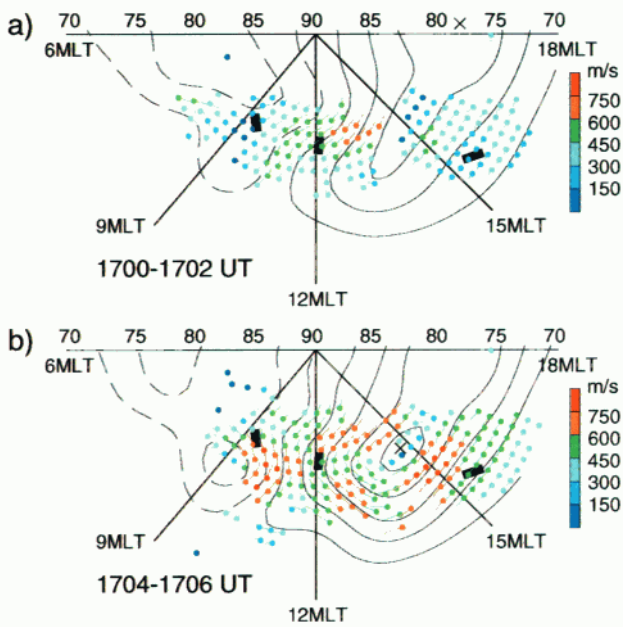 a)
70 75 80 85 90 85 80 × 75 70
6MLT 18MLT
m/s
750
600
450
300
150
9MLT 15MLT
1700-1702 UT
12MLT
b)
70 75 80 85 90 85 80 75 70
6MLT 18MLT
m/s
750
600
450
300
150
9MLT 15MLT
1704-1706 UT
12MLT